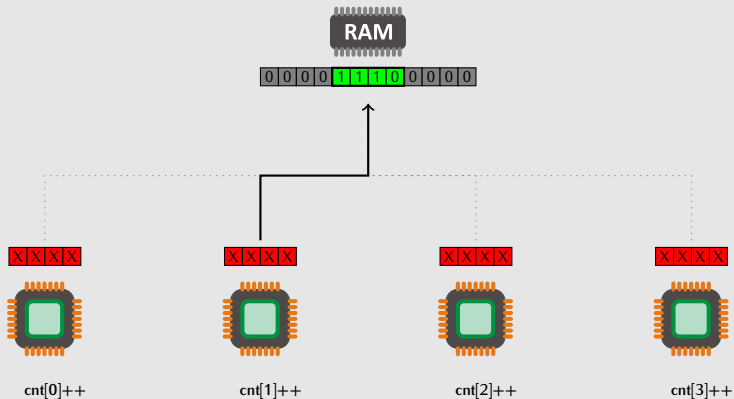 RAM
0 0 0 0 1 1 1 0 0 0 0 0
X X X X X X X X X X X X X X X X
cnt[0]++ cnt[1]++ cnt[2]++ cnt[3]++